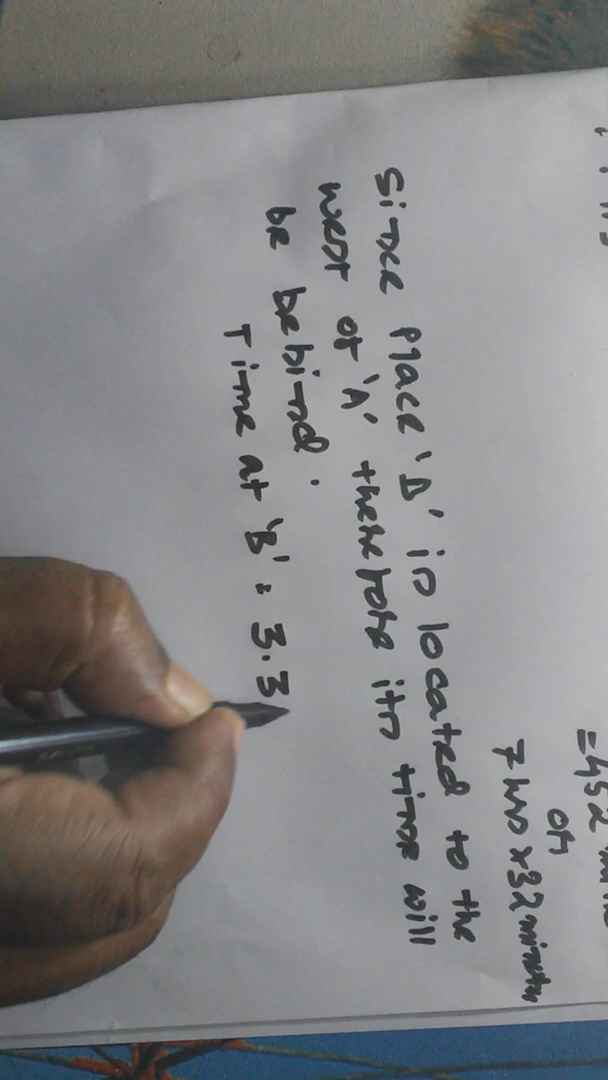 = 452
OR
7 hrs x 32 minutes
Since place 'B' is located to the
west of 'A' therefore its time will
be behind.
Time at 'B' = 3.3